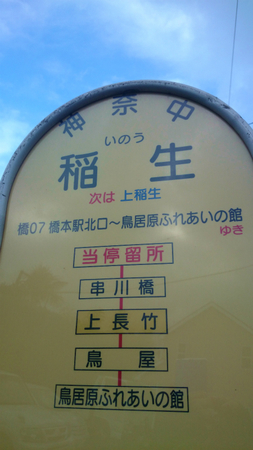 神奈中
いのう
稲生
次は 上稲生
橋07 橋本駅北口～鳥居原ふれあいの館
ゆき
当停留所
串川橋
上長竹
鳥屋
鳥居原ふれあいの館